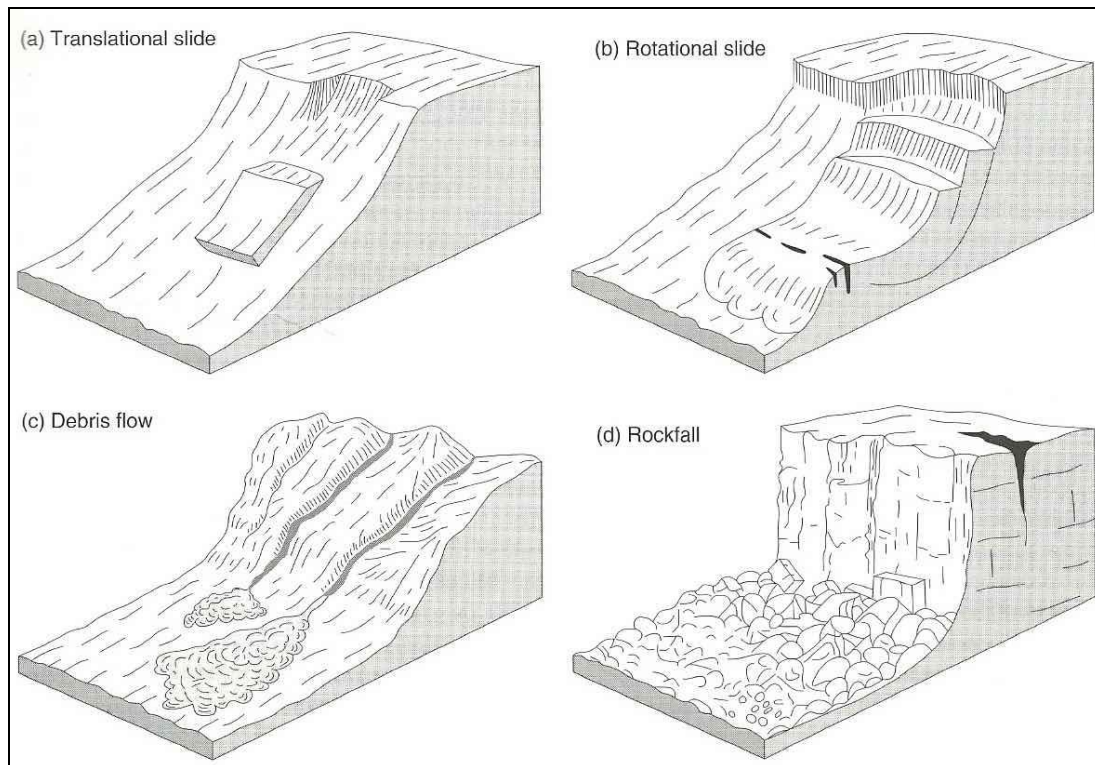 (a) Translational slide
(b) Rotational slide
(c) Debris flow
(d) Rockfall